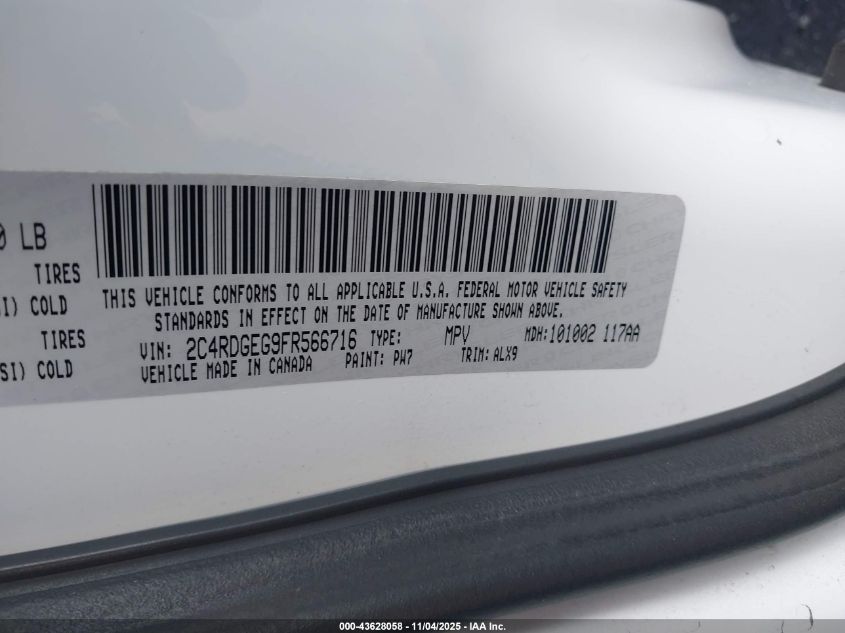 0 LB
TIRES
SI) COLD
TIRES
SI) COLD
THIS VEHICLE CONFORMS TO ALL APPLICABLE U.S.A. FEDERAL MOTOR VEHICLE SAFETY
STANDARDS IN EFFECT ON THE DATE OF MANUFACTURE SHOWN ABOVE.
VIN: 2C4RDGEG9FR566716 TYPE: MPV MDH:101002 117AA
VEHICLE MADE IN CANADA PAINT: PW7 TRIM: ALX9
000-43628058 - 11/04/2025 - IAA Inc.